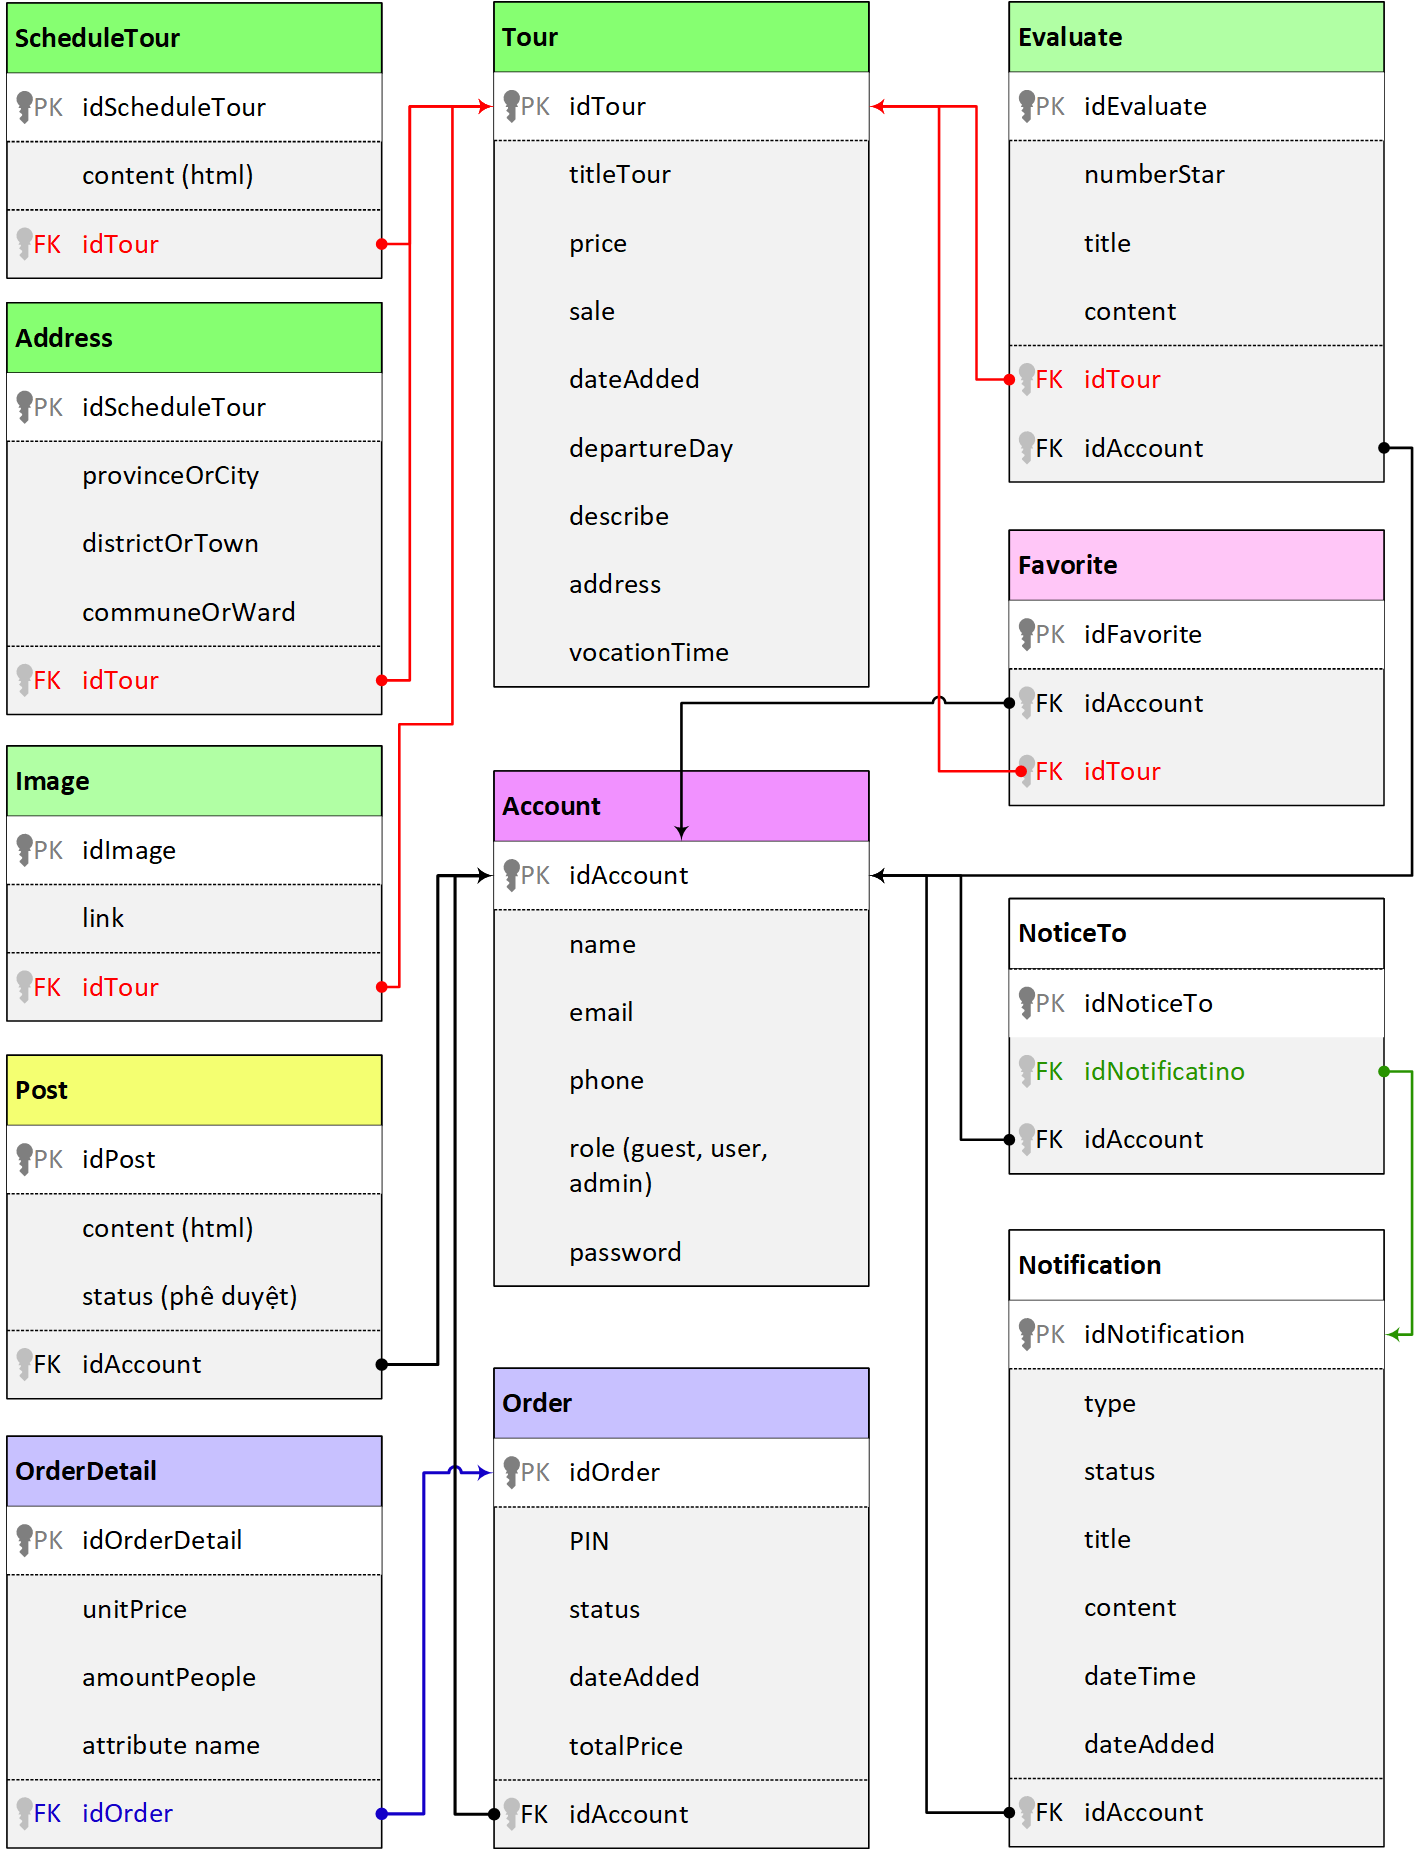 ScheduleTour
PK idScheduleTour
content (html)
FK idTour
Address
PK idScheduleTour
provinceOrCity
districtOrTown
communeOrWard
FK idTour
Image
PK idImage
link
FK idTour
Post
PK idPost
content (html)
status (phê duyệt)
FK idAccount
OrderDetail
PK idOrderDetail
unitPrice
amountPeople
attribute name
FK idOrder
Tour
PK idTour
titleTour
price
sale
dateAdded
departureDay
describe
address
vocationTime
Account
PK idAccount
name
email
phone
role (guest, user,
admin)
password
Order
PK idOrder
PIN
status
dateAdded
totalPrice
FK idAccount
Evaluate
PK idEvaluate
numberStar
title
content
FK idTour
FK idAccount
Favorite
PK idFavorite
FK idAccount
FK idTour
NoticeTo
PK idNoticeTo
FK idNotificatino
FK idAccount
Notification
PK idNotification
type
status
title
content
dateTime
dateAdded
FK idAccount